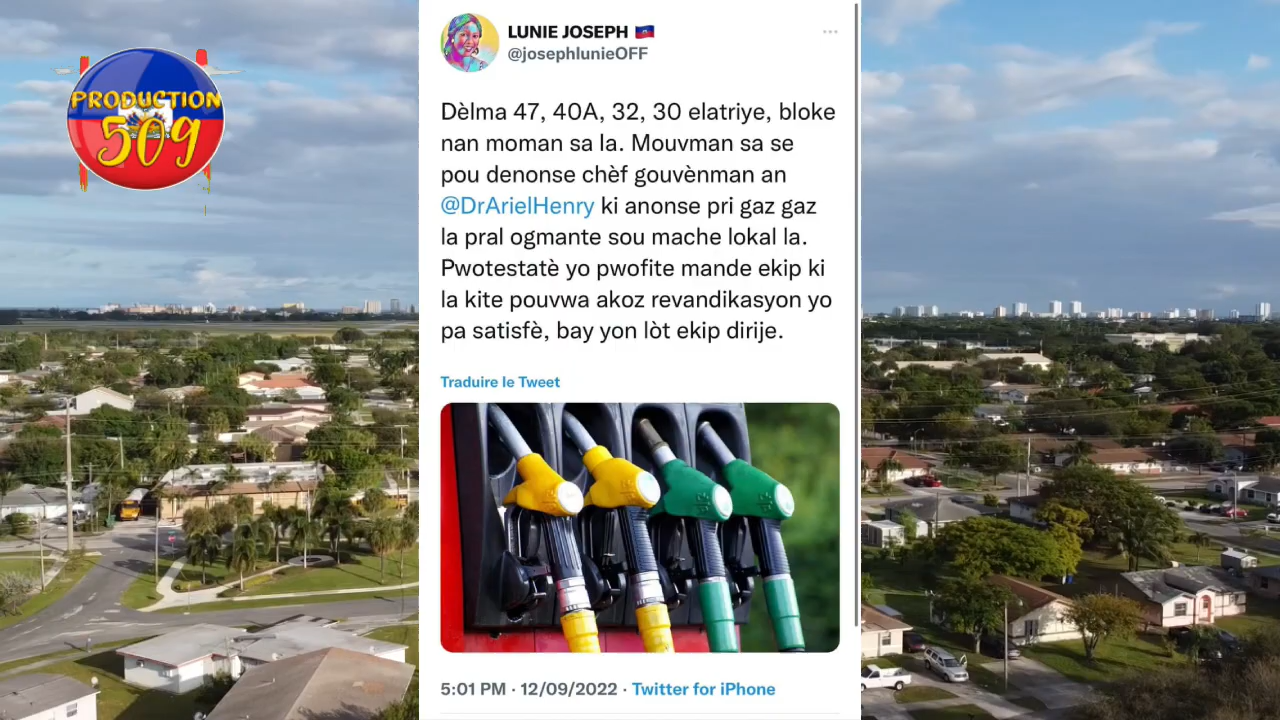 PRODUCTION
509
LUNIE JOSEPH
@josephlunieOFF
Dèlma 47, 40A, 32, 30 elatriye, bloke
nan moman sa la. Mouvman sa se
pou denonse chèf gouvènman an
@DrArielHenry ki anonse pri gaz gaz
la pral ogmante sou mache lokal la.
Pwotestatè yo pwofite mande ekip ki
la kite pouvwa akoz revandikasyon yo
pa satisfè, bay yon lòt ekip dirije.
Traduire le Tweet
5:01 PM · 12/09/2022 · Twitter for iPhone